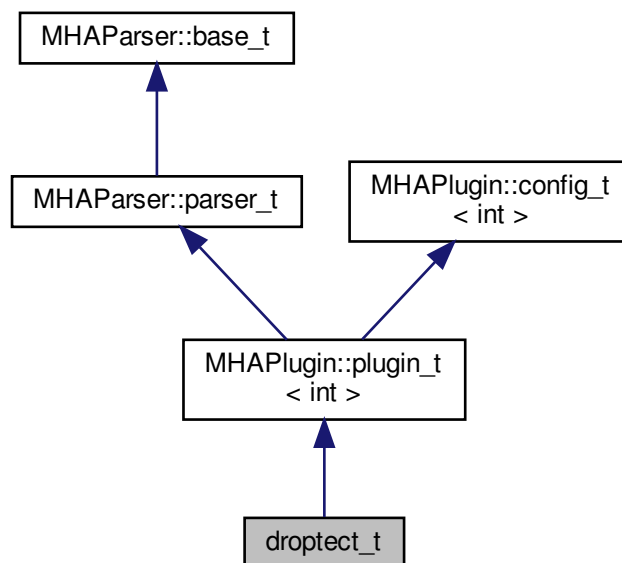 MHAParser::base_t
MHAParser::parser_t
MHAPlugin::config_t
< int >
MHAPlugin::plugin_t
< int >
droptect_t